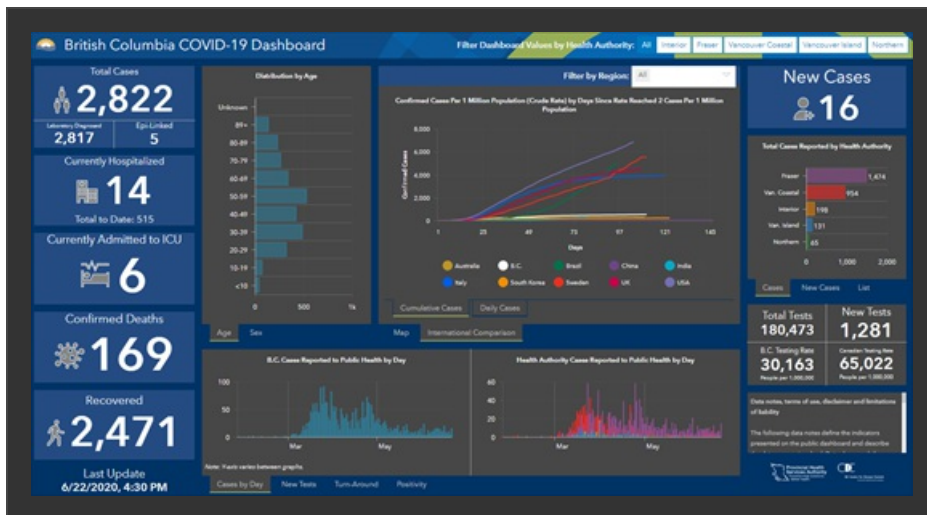 British Columbia COVID-19 Dashboard
Filter Dashboard Values by Health Authority: All Interior Fraser Vancouver Coastal Vancouver Island Northern
Total Cases
2,822
Laboratory Diagnosed
2,817
Epi-Linked
5
Currently Hospitalized
14
Total to Date: 515
Currently Admitted to ICU
6
Confirmed Deaths
169
Recovered
2,471
Last Update
6/22/2020, 4:30 PM
Distribution by Age
Unknown
89+
80-89
70-79
60-69
50-59
40-49
30-39
20-29
10-19
<10
0 500 1k
Age Sex
Filter by Region: All
Confirmed Cases Per 1 Million Population (Crude Rate) by Days Since Rate Reached 2 Cases Per 1 Million
Population
Confirmed Cases
8,000
6,000
4,000
2,000
0
1 25 49 73 97 121 145
Days
Australia B.C. Brazil China India
Italy South Korea Sweden UK USA
Cumulative Cases Daily Cases
Map International Comparison
New Cases
16
Total Cases Reported by Health Authority
Fraser 1,474
Van. Coastal 954
Interior 198
Van. Island 131
Northern 65
0 1,000 2,000
Cases New Cases List
Total Tests
180,473
New Tests
1,281
B.C. Testing Rate
30,163
People per 1,000,000
Canadian Testing Rate
65,022
People per 1,000,000
B.C. Cases Reported to Public Health by Day
100
50
0
Mar May
Note: Y-axis varies between graphs.
Health Authority Cases Reported to Public Health by Day
60
40
20
0
Mar May
Cases by Day New Tests Turn-Around Positivity
Data notes, terms of use, disclaimer and limitations
of liability
The following data notes define the indicators
presented on the public dashboard and describe
Provincial Health
Services Authority